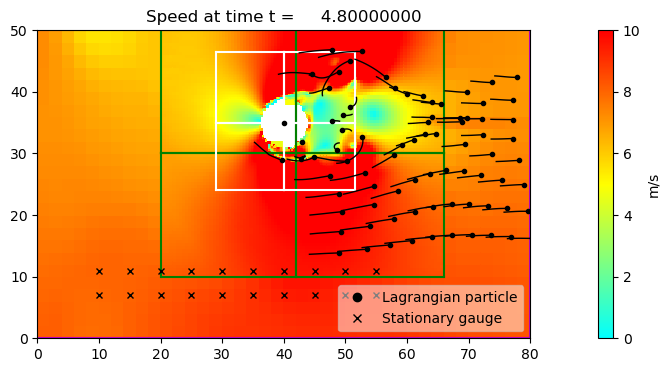 Speed at time t = 4.80000000
50
40
30
20
10
0
0 10 20 30 40 50 60 70 80
Lagrangian particle
Stationary gauge
10
8
6
4
2
0
m/s